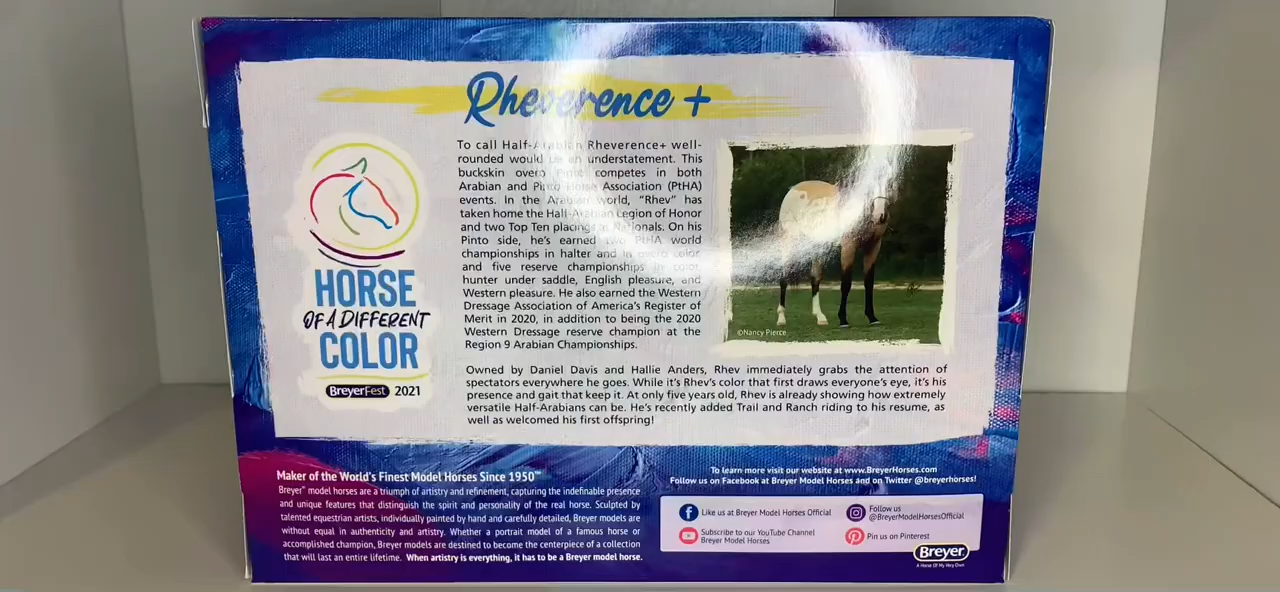 Rheverence +
To call Half-Arabian Rheverence+ well-
rounded would be an understatement. This
buckskin overo Pinto competes in both
Arabian and Pinto Horse Association (PtHA)
events. In the Arabian world, "Rhev" has
taken home the Half-Arabian Legion of Honor
and two Top Ten placings at Nationals. On his
Pinto side, he's earned two PtHA world
championships in halter and in overo color,
and five reserve championships in color,
hunter under saddle, English pleasure, and
Western pleasure. He also earned the Western
Dressage Association of America's Register of
Merit in 2020, in addition to being the 2020
Western Dressage reserve champion at the
Region 9 Arabian Championships.
©Nancy Pierce
HORSE
OF A DIFFERENT
COLOR
BreyerFest 2021
Owned by Daniel Davis and Hallie Anders, Rhev immediately grabs the attention of
spectators everywhere he goes. While it's Rhev's color that first draws everyone's eye, it's his
presence and gait that keep it. At only five years old, Rhev is already showing how extremely
versatile Half-Arabians can be. He's recently added Trail and Ranch riding to his resume, as
well as welcomed his first offspring!
Maker of the World's Finest Model Horses Since 1950™
Breyer® model horses are a triumph of artistry and refinement, capturing the indefinable presence
and unique features that distinguish the spirit and personality of the real horse. Sculpted by
talented equestrian artists, individually painted by hand and carefully detailed, Breyer models are
without equal in authenticity and artistry. Whether a portrait model of a famous horse or
accomplished champion, Breyer models are destined to become the centerpiece of a collection
that will last an entire lifetime. When artistry is everything, it has to be a Breyer model horse.
To learn more visit our website at www.BreyerHorses.com
Follow us on Facebook at Breyer Model Horses and on Twitter @breyerhorses!
Like us at Breyer Model Horses Official
Follow us
@BreyerModelHorsesOfficial
Subscribe to our YouTube Channel
Breyer Model Horses
Pin us on Pinterest
Breyer
A Horse Of My Very Own